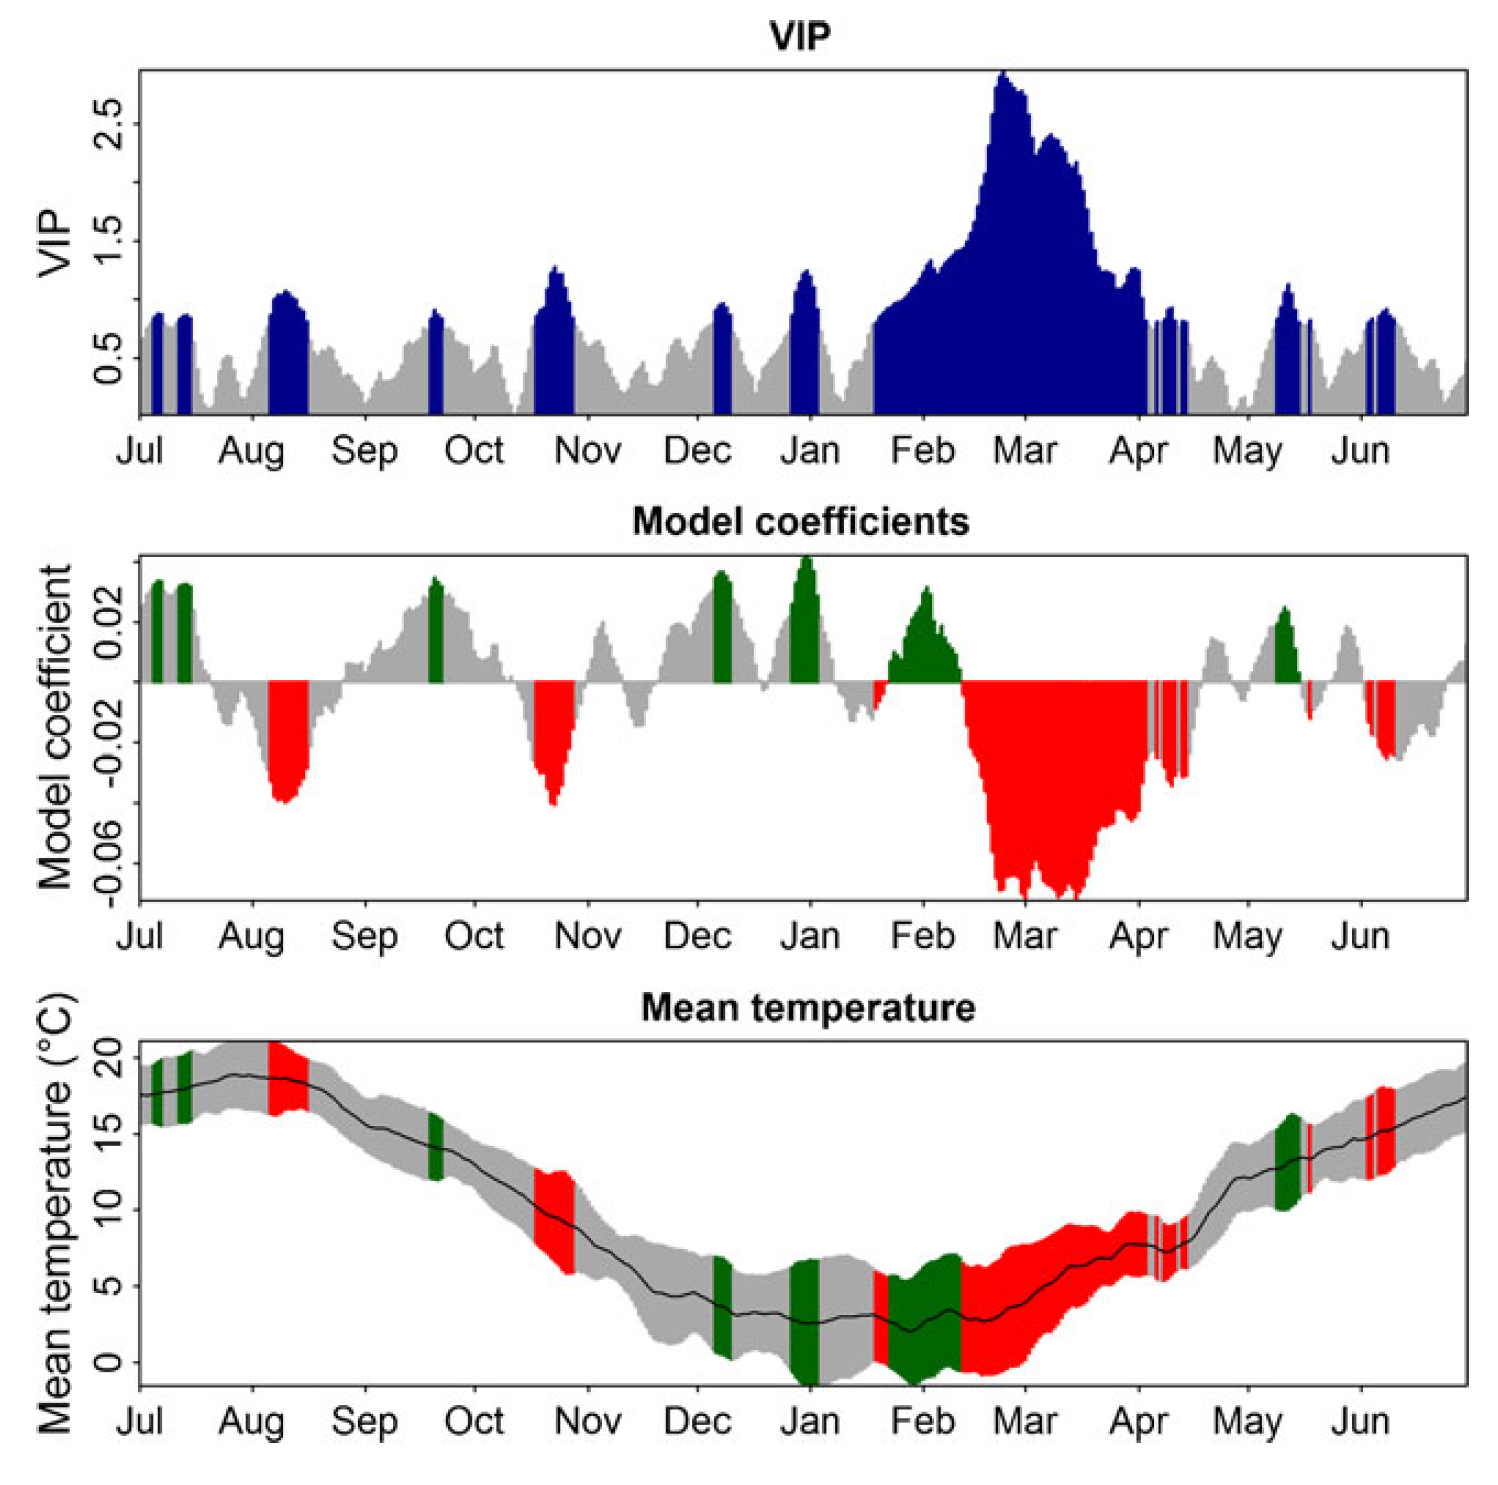 VIP
VIP
2.5
1.5
0.5
Jul Aug Sep Oct Nov Dec Jan Feb Mar Apr May Jun
Model coefficients
Model coefficient
0.02
-0.02
-0.06
Jul Aug Sep Oct Nov Dec Jan Feb Mar Apr May Jun
Mean temperature
Mean temperature (°C)
20
15
10
5
0
Jul Aug Sep Oct Nov Dec Jan Feb Mar Apr May Jun